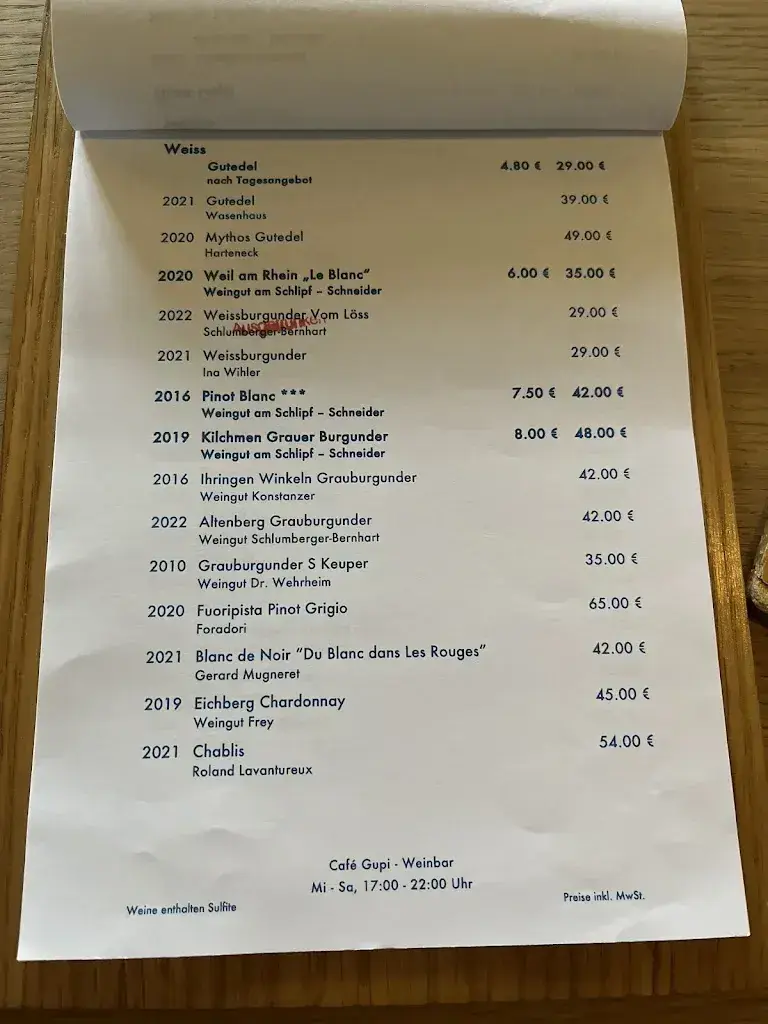 Weiss
Gutedel 4.80 € 29.00 €
nach Tagesangebot
2021 Gutedel 39.00 €
Wasenhaus
2020 Mythos Gutedel 49.00 €
Harteneck
2020 Weil am Rhein „Le Blanc“ 6.00 € 35.00 €
Weingut am Schlipf – Schneider
2022 Weissburgunder Vom Löss 29.00 €
Ausgetrunken
Schlumberger-Bernhart
2021 Weissburgunder 29.00 €
Ina Wihler
2016 Pinot Blanc *** 7.50 € 42.00 €
Weingut am Schlipf – Schneider
2019 Kilchmen Grauer Burgunder 8.00 € 48.00 €
Weingut am Schlipf – Schneider
2016 Ihringen Winkeln Grauburgunder 42.00 €
Weingut Konstanzer
2022 Altenberg Grauburgunder 42.00 €
Weingut Schlumberger-Bernhart
2010 Grauburgunder S Keuper 35.00 €
Weingut Dr. Wehrheim
2020 Fuoripista Pinot Grigio 65.00 €
Foradori
2021 Blanc de Noir “Du Blanc dans Les Rouges” 42.00 €
Gerard Mugneret
2019 Eichberg Chardonnay 45.00 €
Weingut Frey
2021 Chablis 54.00 €
Roland Lavantureux
Café Gupi - Weinbar
Mi - Sa, 17:00 - 22:00 Uhr
Weine enthalten Sulfite Preise inkl. MwSt.